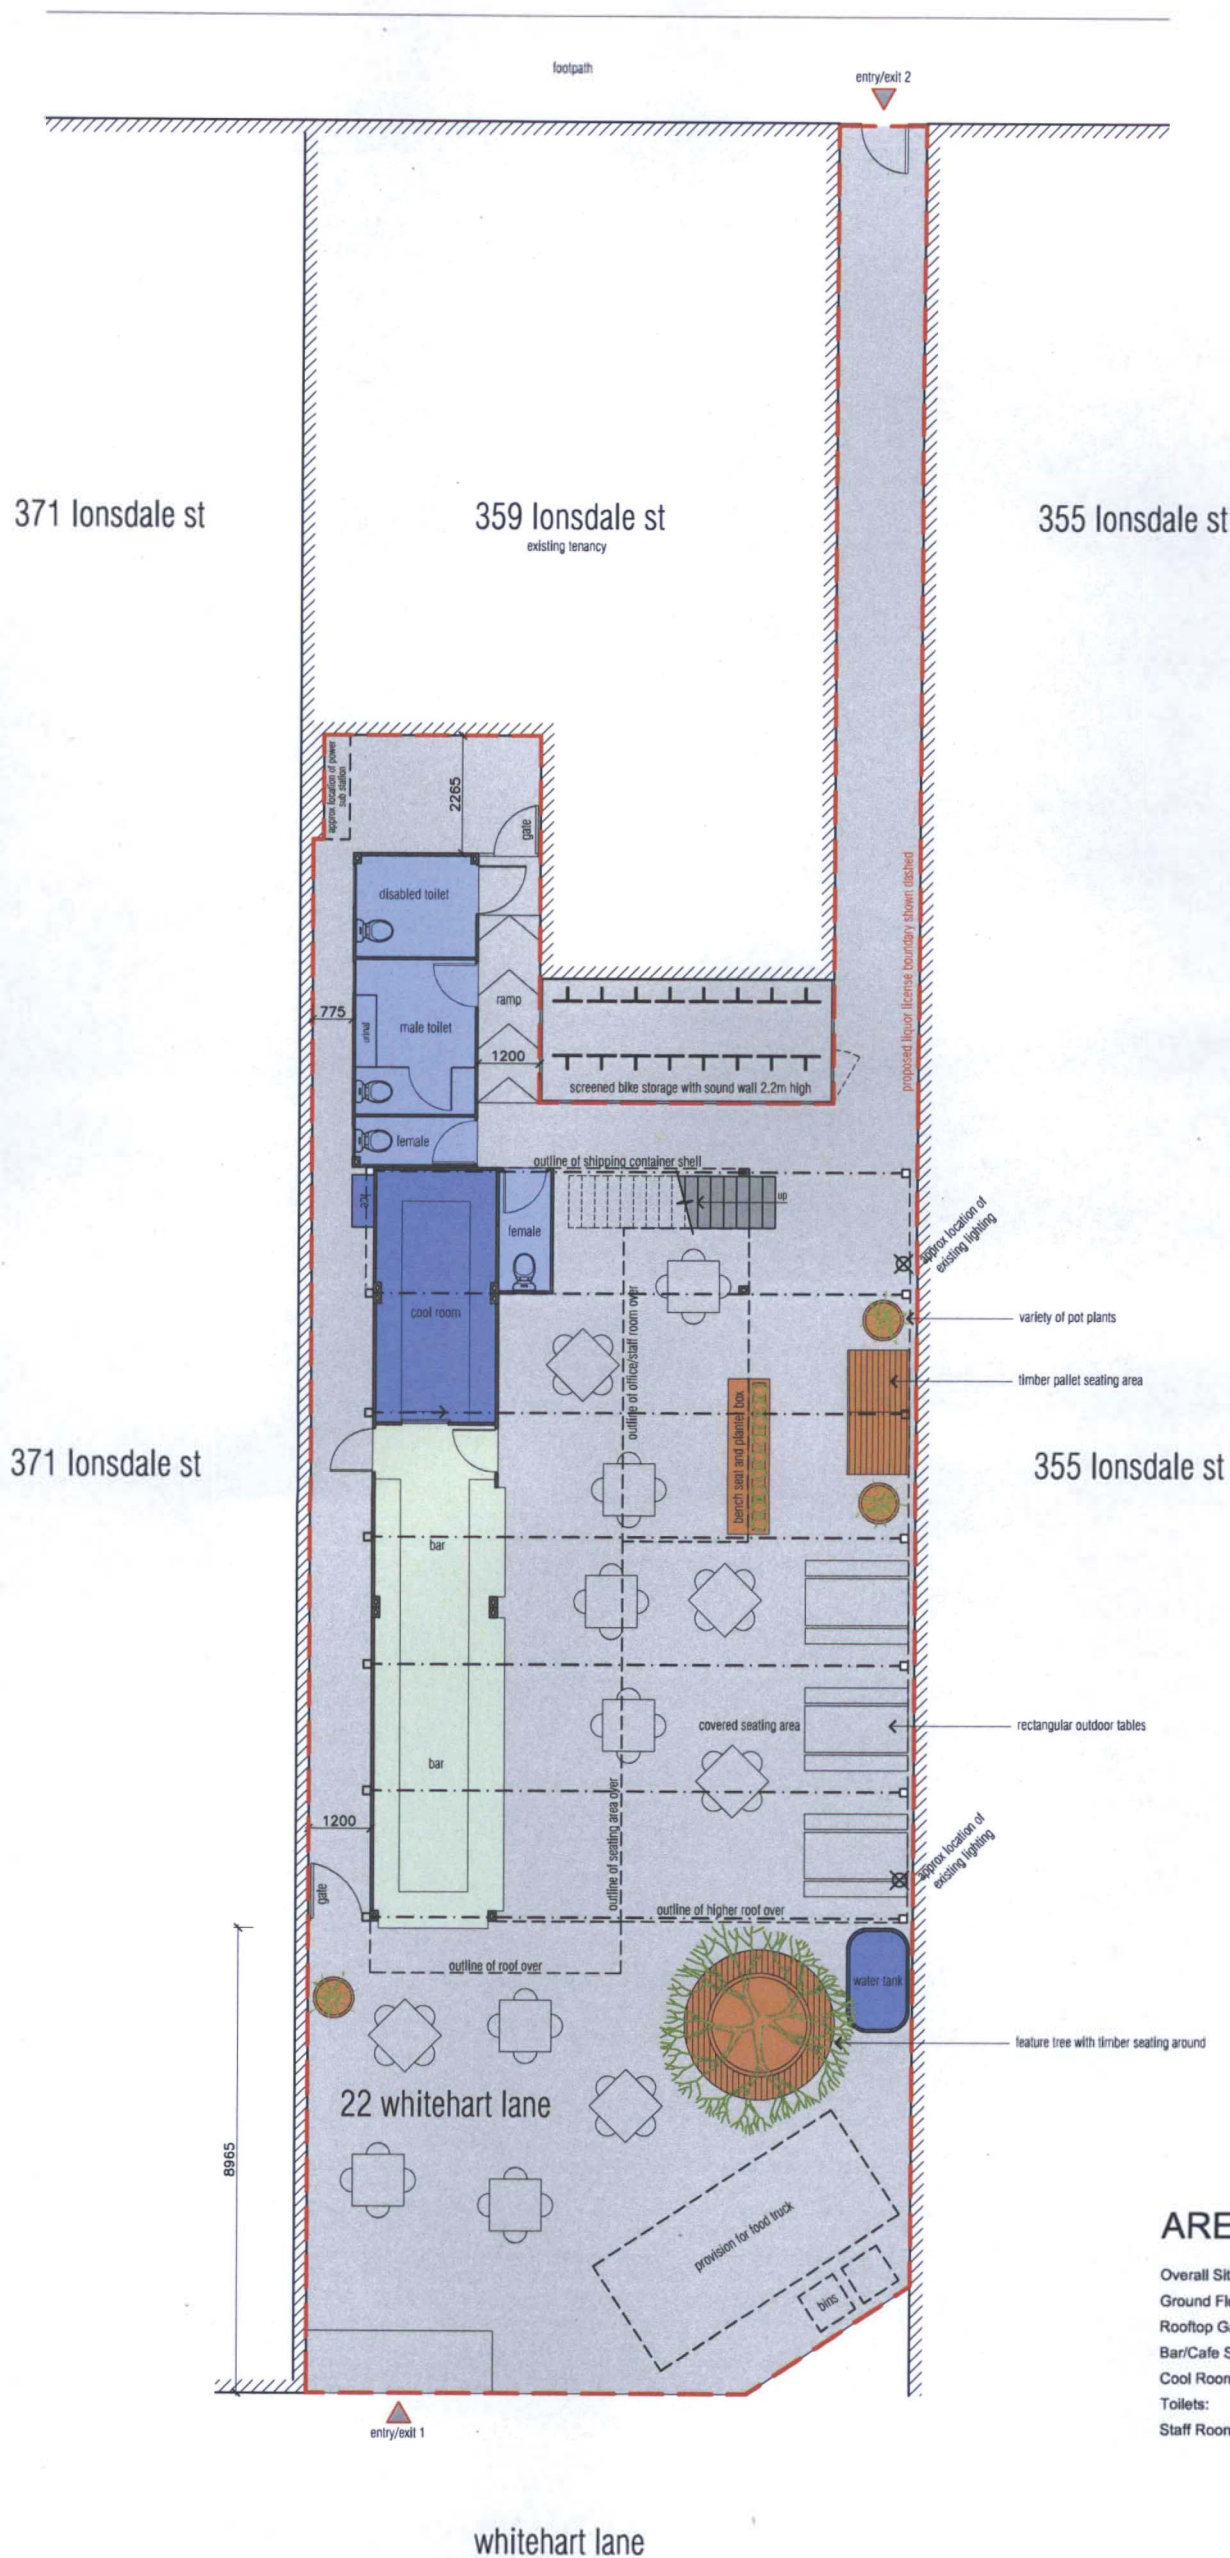 footpath
entry/exit 2
371 lonsdale st
359 lonsdale st
existing tenancy
355 lonsdale st
approx location of power
sub station
2265
gate
disabled toilet
proposed liquor license boundary shown dashed
ramp
775
urinal
male toilet
1200
screened bike storage with sound wall 2.2m high
female
outline of shipping container shell
up
ice
female
approx location of
existing lighting
cool room
outline of office/staff room over
variety of pot plants
timber pallet seating area
bench seat and planter box
371 lonsdale st
355 lonsdale st
bar
covered seating area
rectangular outdoor tables
bar
outline of seating area over
1200
approx location of
existing lighting
gate
outline of higher roof over
outline of roof over
water tank
feature tree with timber seating around
22 whitehart lane
8965
provision for food truck
bins
ARE
Overall Sit
Ground Fl
Rooftop G
Bar/Cafe S
Cool Room
Toilets:
Staff Room
entry/exit 1
whitehart lane